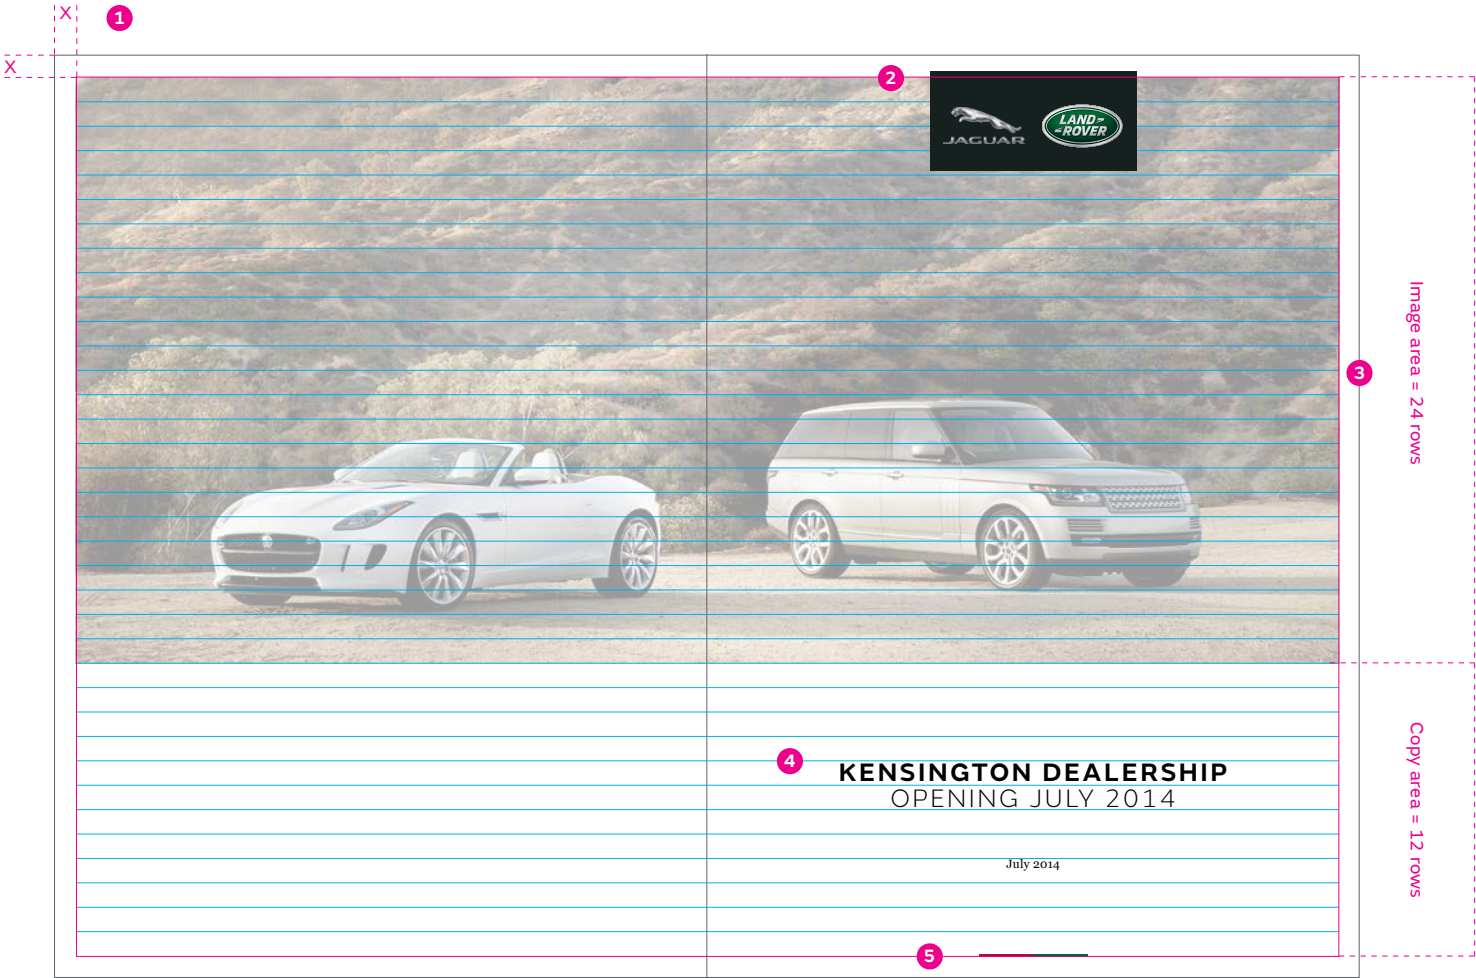 X
1
X
2
JAGUAR
LAND-
-ROVER
3
Image area = 24 rows
4
KENSINGTON DEALERSHIP
OPENING JULY 2014
Copy area = 12 rows
July 2014
5